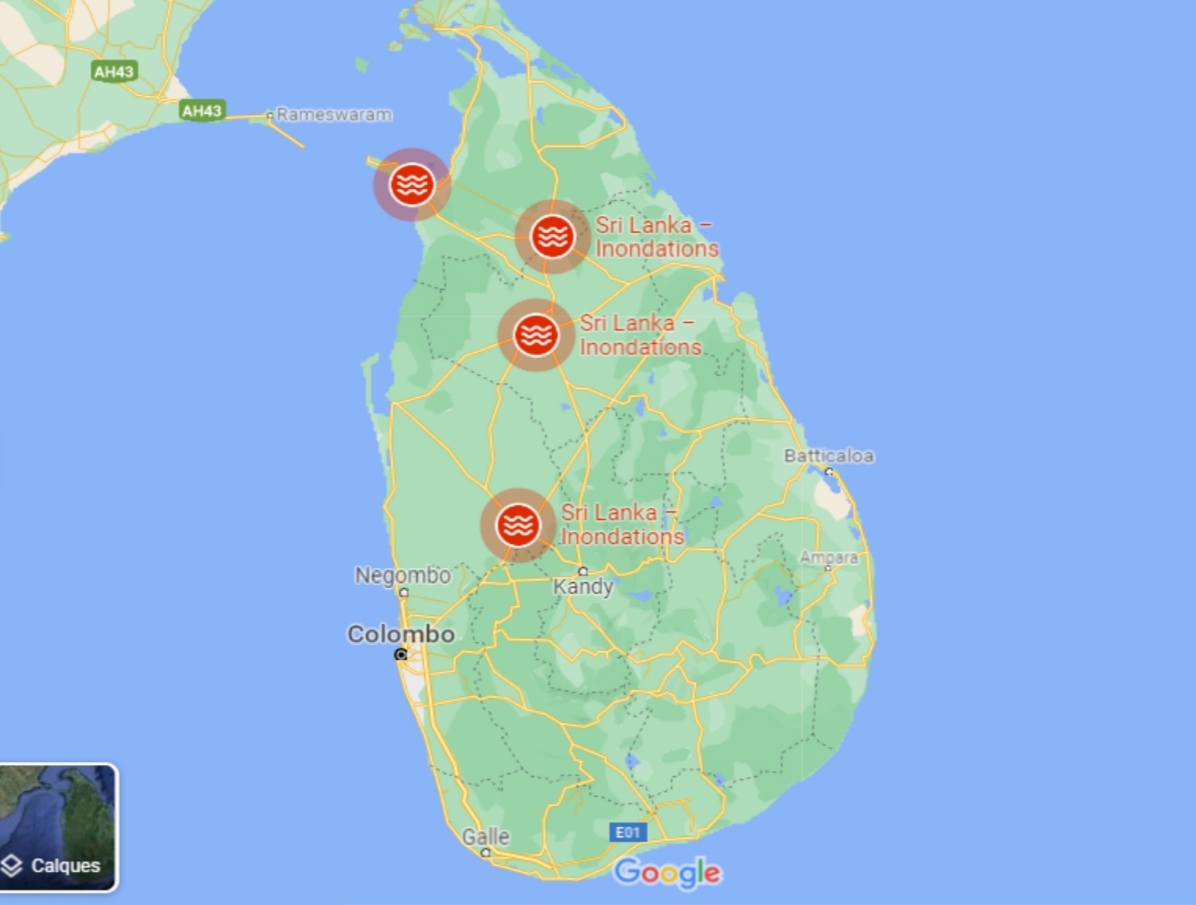 AH43
AH43
Rameswaram
Sri Lanka –
Inondations
Sri Lanka –
Inondations
Batticaloa
Sri Lanka –
Inondations
Ampara
Negombo
Kandy
Colombo
Galle
E01
Calques
Google